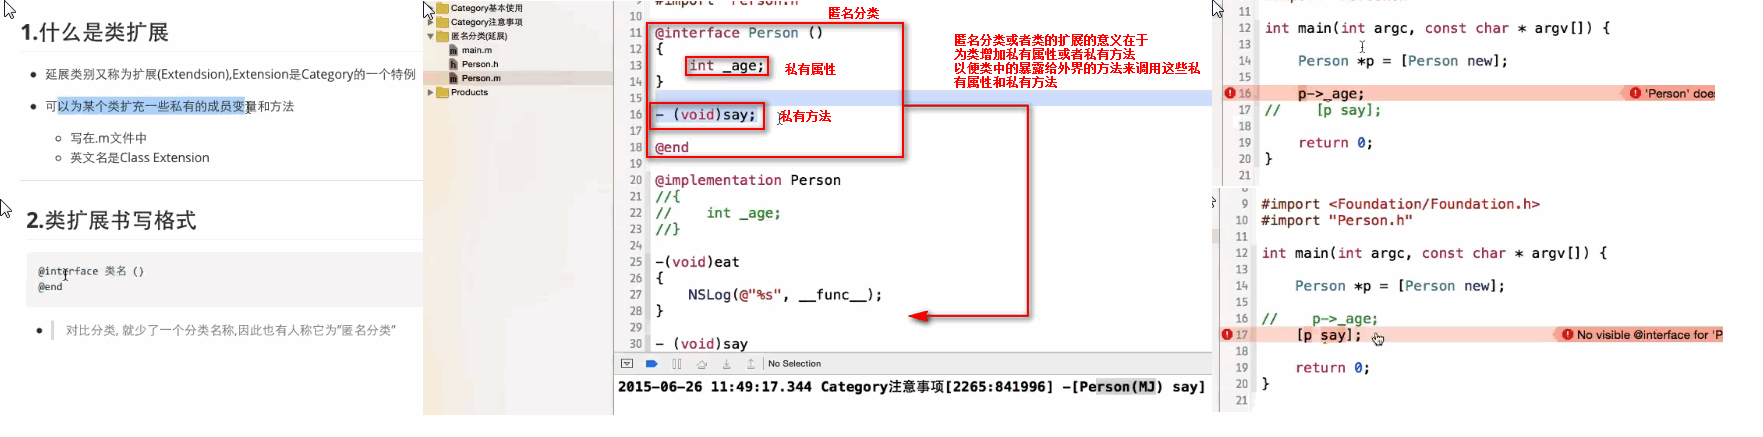 1.什么是类扩展
延展类别又称为扩展(Extendsion),Extension是Category的一个特例
可以为某个类扩充一些私有的成员变量和方法
写在.m文件中
英文名是Class Extension
2.类扩展书写格式
@interface 类名 ()
@end
对比分类, 就少了一个分类名称,因此也有人称它为"匿名分类"
Category基本使用
Category注意事项
匿名分类(延展)
main.m
Person.h
Person.m
Products
10
11 @interface Person ()
12 {
13 int _age;
14 }
15
16 - (void)say;
17
18 @end
19
20 @implementation Person
21 //{
22 // int _age;
23 //}
24
25 -(void)eat
26 {
27 NSLog(@"%s", __func__);
28 }
29
30 - (void)say
匿名分类
私有属性
私有方法
匿名分类或者类的扩展的意义在于
为类增加私有属性或者私有方法
以便类中的暴露给外界的方法来调用这些私
有属性和私有方法
No Selection
2015-06-26 11:49:17.344 Category注意事项[2265:841996] -[Person(MJ) say]
11
12 int main(int argc, const char * argv[]) {
13
14 Person *p = [Person new];
15
16 p->_age; 'Person' does
17 // [p say];
18
19 return 0;
20 }
21
9 #import <Foundation/Foundation.h>
10 #import "Person.h"
11
12 int main(int argc, const char * argv[]) {
13
14 Person *p = [Person new];
15
16 // p->_age;
17 [p say]; No visible @interface for 'P
18
19 return 0;
20 }
21